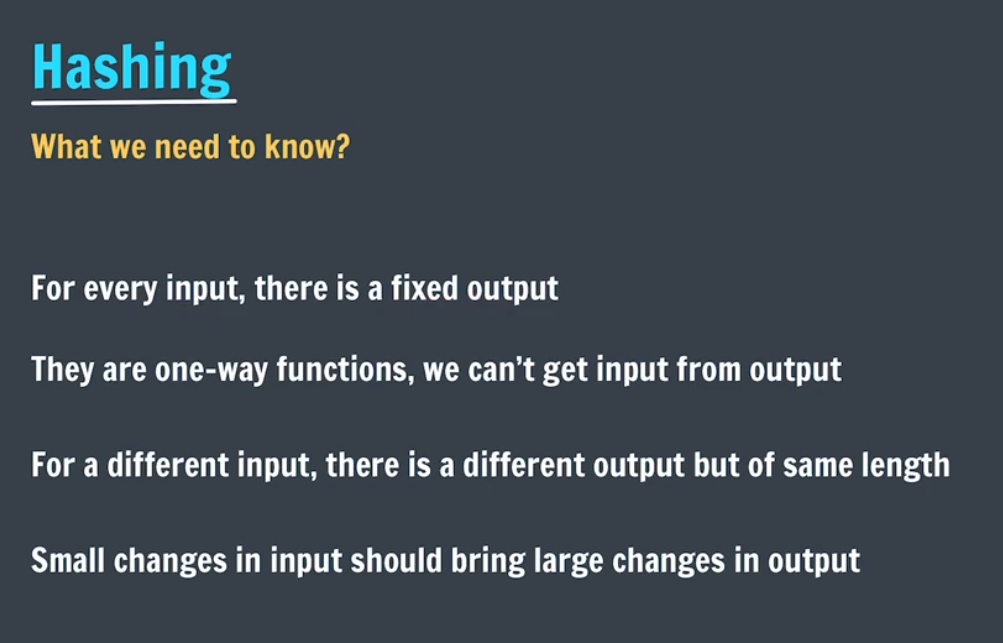 Hashing
What we need to know?
For every input, there is a fixed output
They are one-way functions, we can't get input from output
For a different input, there is a different output but of same length
Small changes in input should bring large changes in output